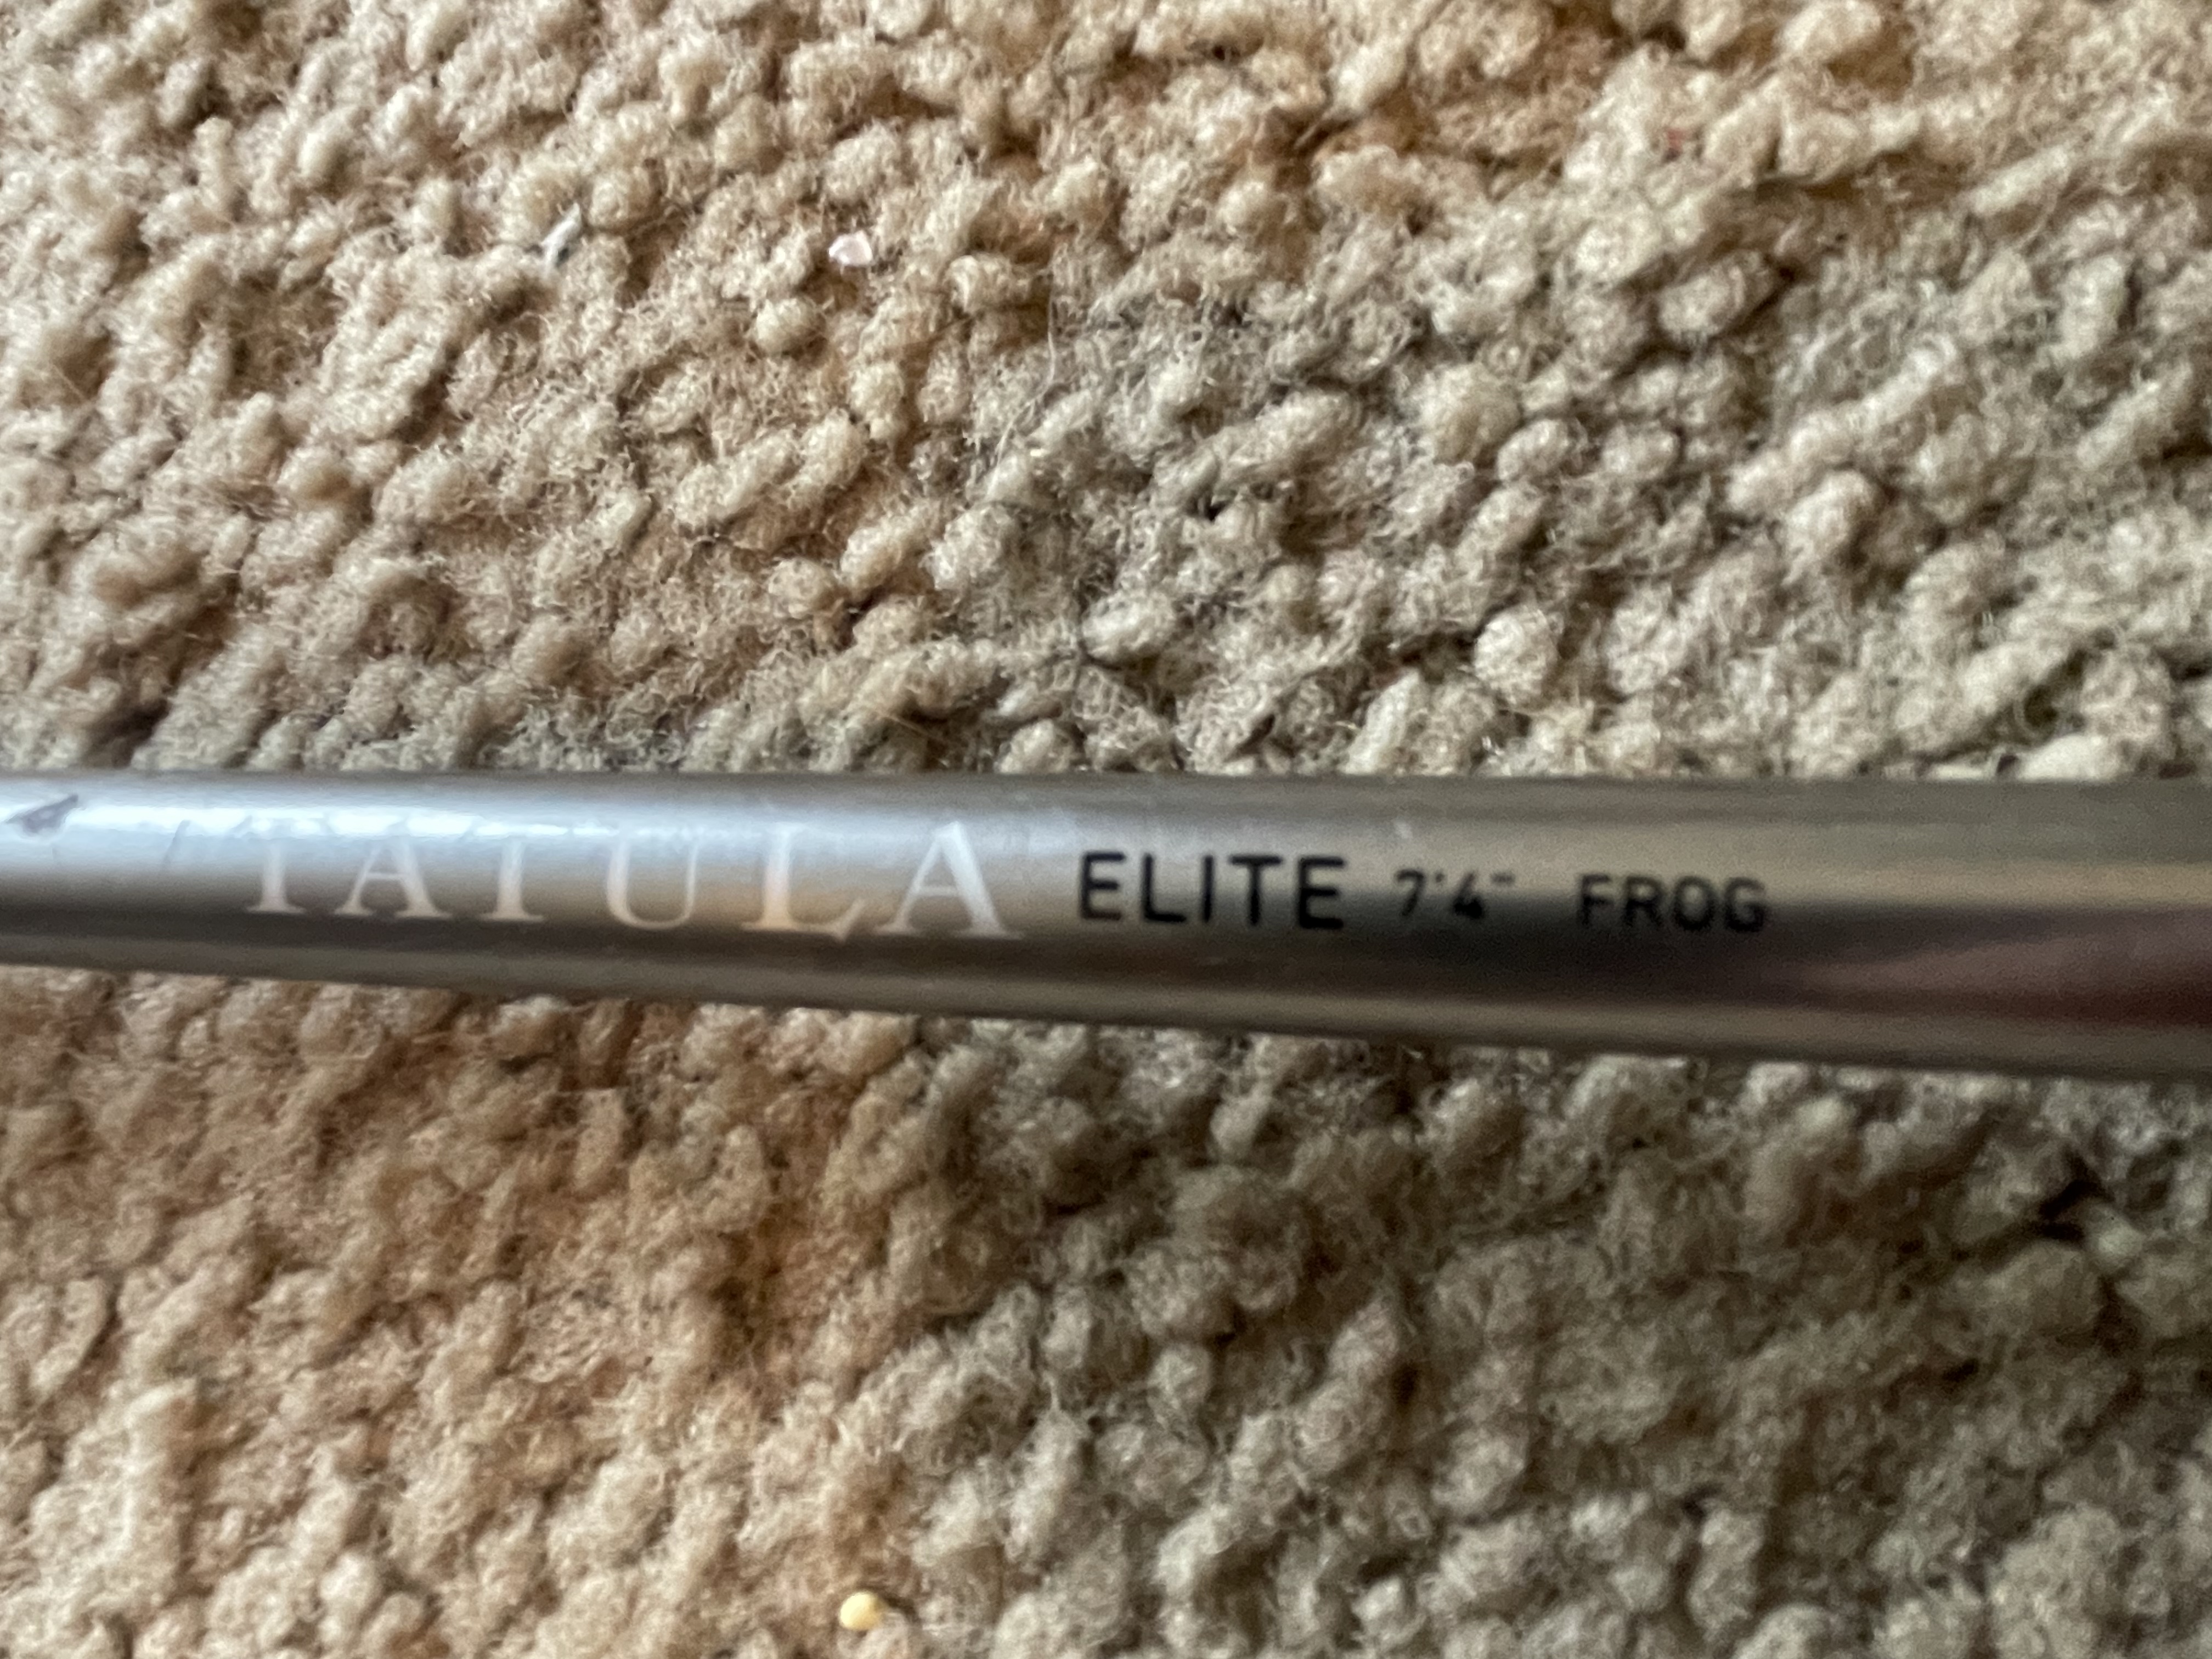 TATULA ELITE 7'4" FROG